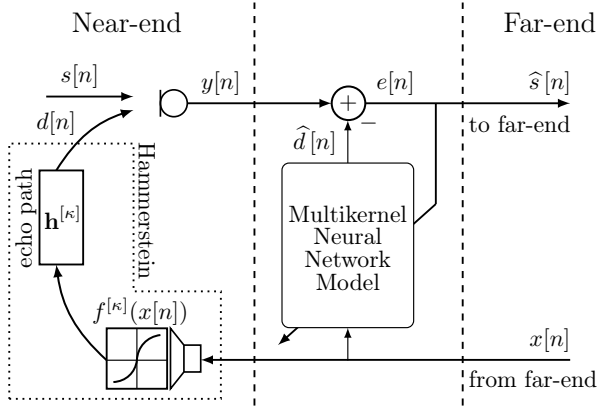 Near-end
Far-end
s[n]
y[n]
e[n]
ŝ[n]
d[n]
+
−
to far-end
d̂[n]
Hammerstein
echo path
h^[κ]
Multikernel
Neural
Network
Model
f^[κ](x[n])
x[n]
from far-end